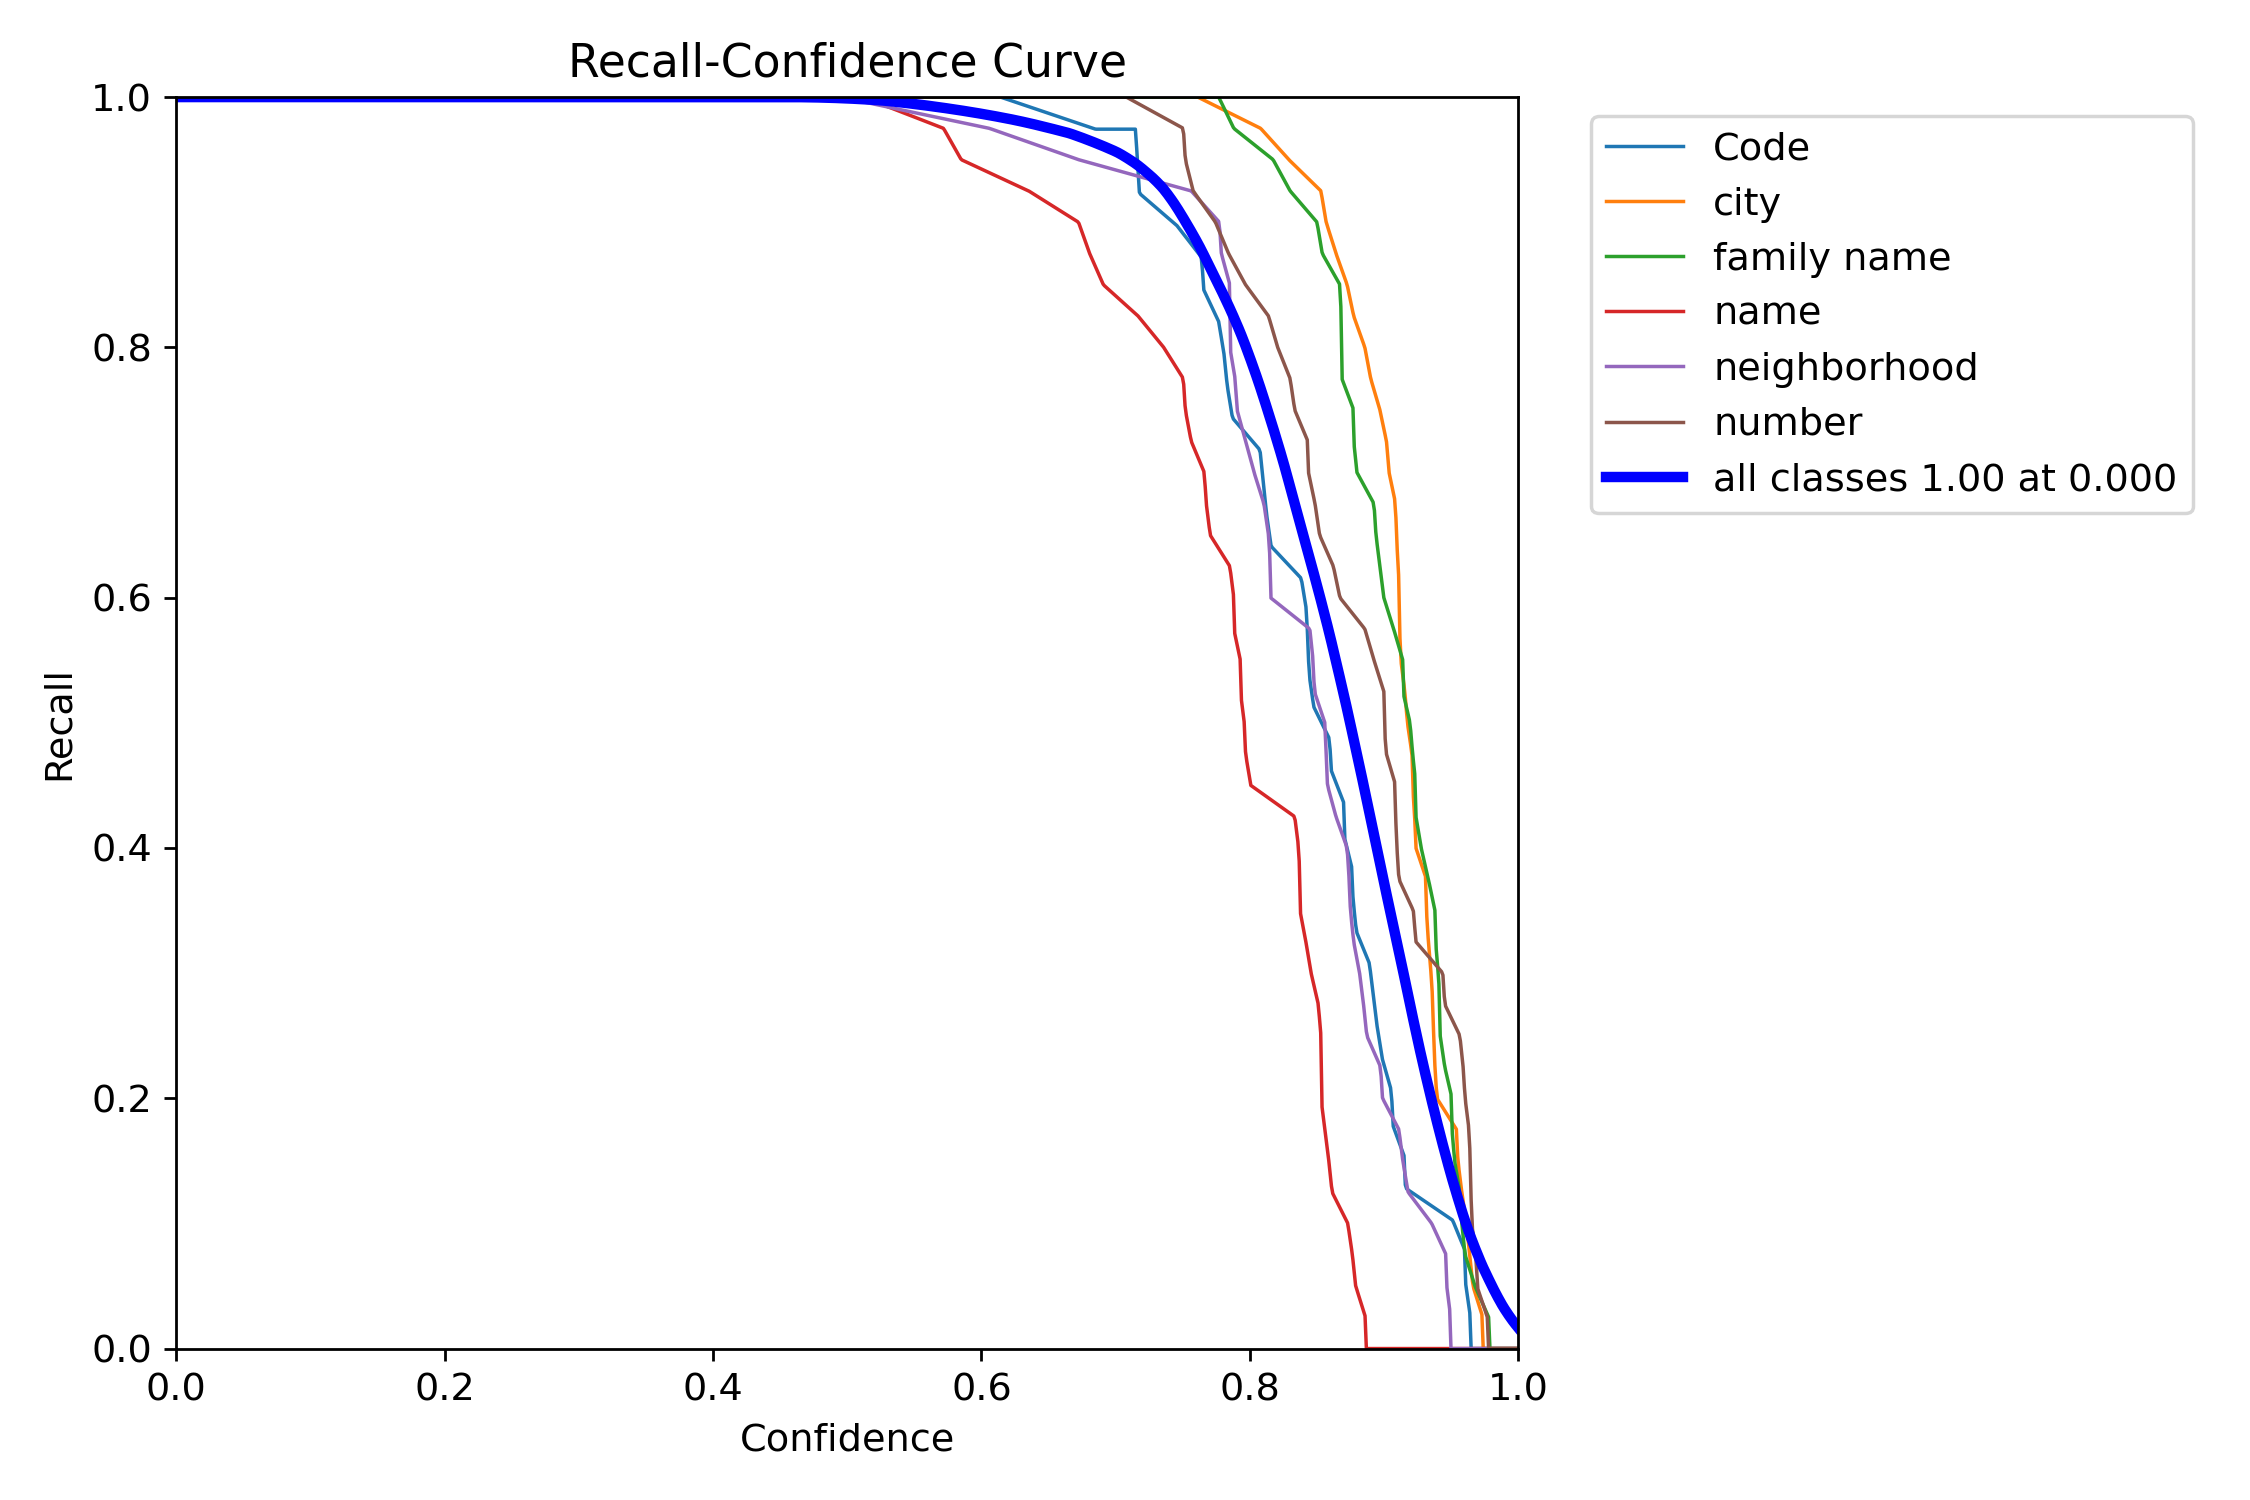 Recall-Confidence Curve
1.0
0.8
0.6
0.4
0.2
0.0
Recall
0.0 0.2 0.4 0.6 0.8 1.0
Confidence
Code
city
family name
name
neighborhood
number
all classes 1.00 at 0.000